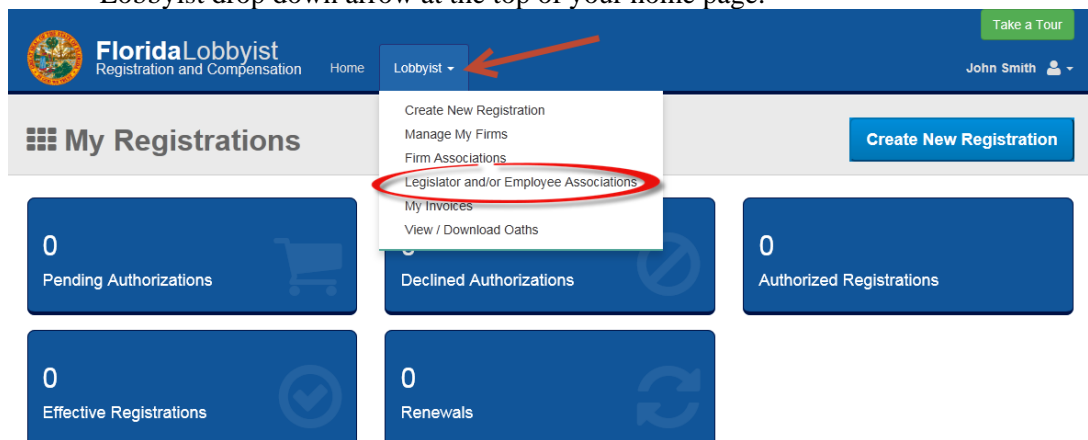 Lobbyist drop down arrow at the top of your home page.
Take a Tour
FloridaLobbyist
Registration and Compensation
Home
Lobbyist
John Smith
Create New Registration
Manage My Firms
Firm Associations
Legislator and/or Employee Associations
My Invoices
View / Download Oaths
My Registrations
Create New Registration
0
Pending Authorizations
Declined Authorizations
0
Authorized Registrations
0
Effective Registrations
0
Renewals